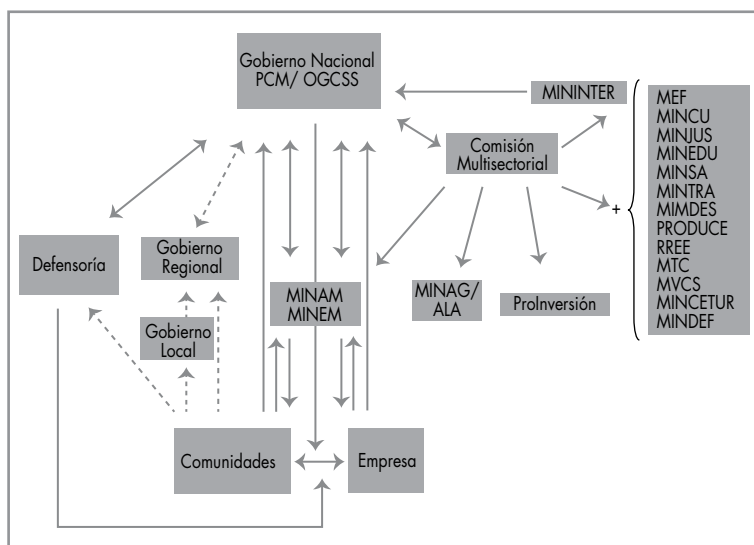 Gobierno Nacional
PCM/ OGCSS
MININTER
Comisión
Multisectorial
+
MEF
MINCU
MINJUS
MINEDU
MINSA
MINTRA
MIMDES
PRODUCE
RREE
MTC
MVCS
MINCETUR
MINDEF
Defensoría
Gobierno
Regional
MINAM
MINEM
MINAG/
ALA
ProInversión
Gobierno
Local
Comunidades
Empresa